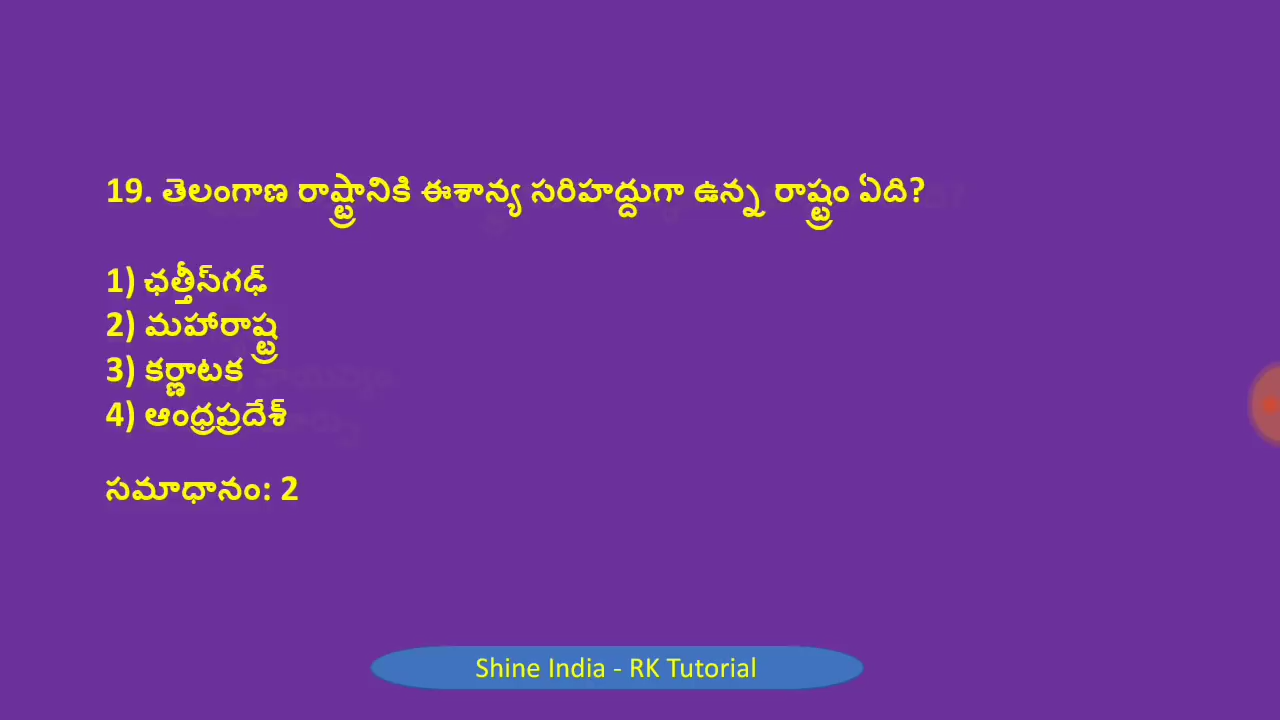 19. తెలంగాణ రాష్ట్రానికి ఈశాన్య సరిహద్దుగా ఉన్న రాష్ట్రం ఏది?
1) ఛత్తీస్‌గఢ్
2) మహారాష్ట్ర
3) కర్ణాటక
4) ఆంధ్రప్రదేశ్
సమాధానం: 2
Shine India - RK Tutorial